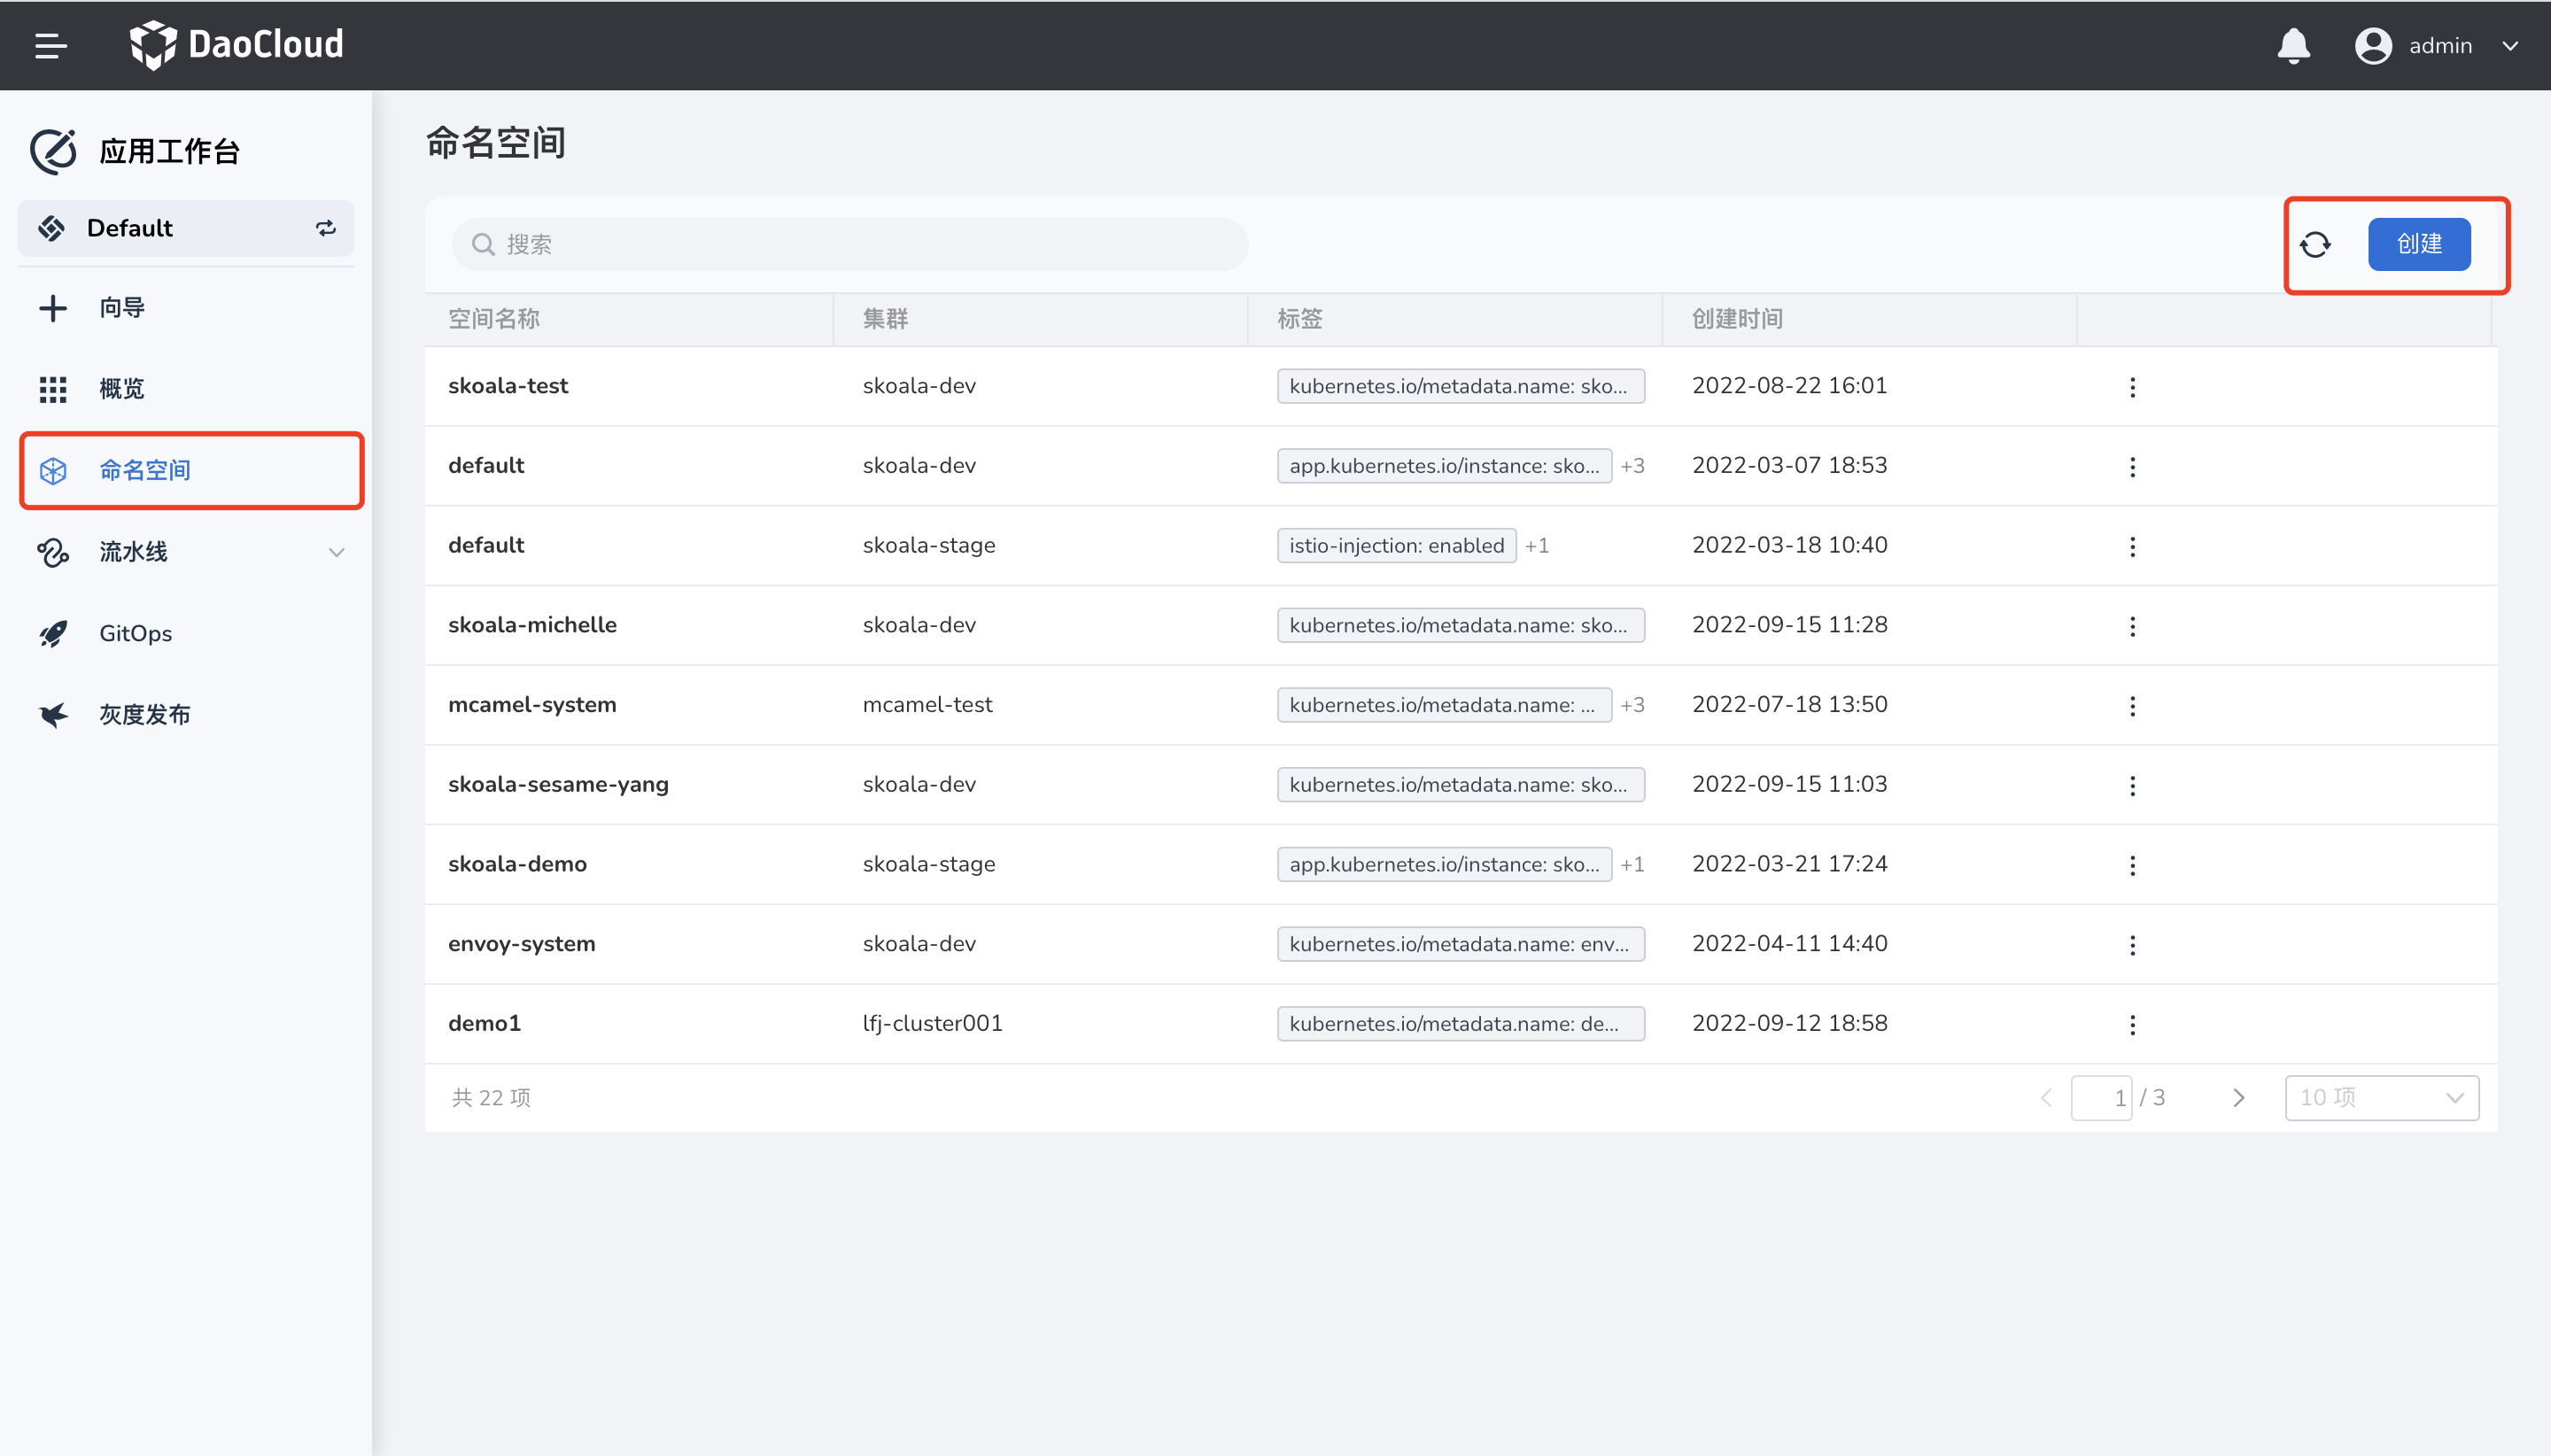 DaoCloud
admin
应用工作台
Default
向导
概览
命名空间
流水线
GitOps
灰度发布
命名空间
搜索
创建
空间名称 集群 标签 创建时间
skoala-test skoala-dev kubernetes.io/metadata.name: sko... 2022-08-22 16:01
default skoala-dev app.kubernetes.io/instance: sko... +3 2022-03-07 18:53
default skoala-stage istio-injection: enabled +1 2022-03-18 10:40
skoala-michelle skoala-dev kubernetes.io/metadata.name: sko... 2022-09-15 11:28
mcamel-system mcamel-test kubernetes.io/metadata.name: ... +3 2022-07-18 13:50
skoala-sesame-yang skoala-dev kubernetes.io/metadata.name: sko... 2022-09-15 11:03
skoala-demo skoala-stage app.kubernetes.io/instance: sko... +1 2022-03-21 17:24
envoy-system skoala-dev kubernetes.io/metadata.name: env... 2022-04-11 14:40
demo1 lfj-cluster001 kubernetes.io/metadata.name: de... 2022-09-12 18:58
共 22 项 1 / 3 10 项